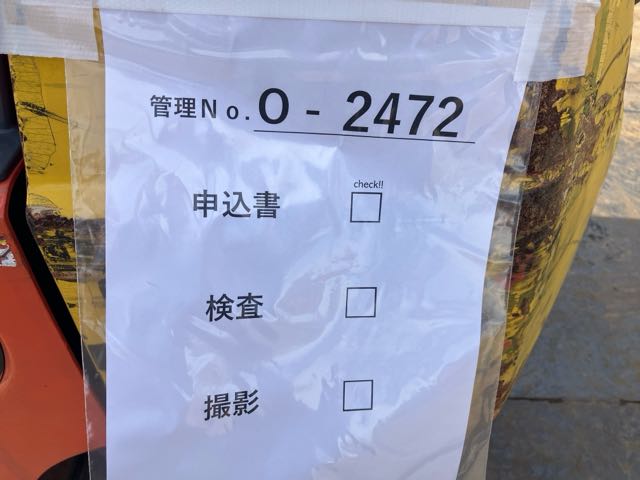 管理No. O - 2472
check!!
申込書 □
検査 □
撮影 □